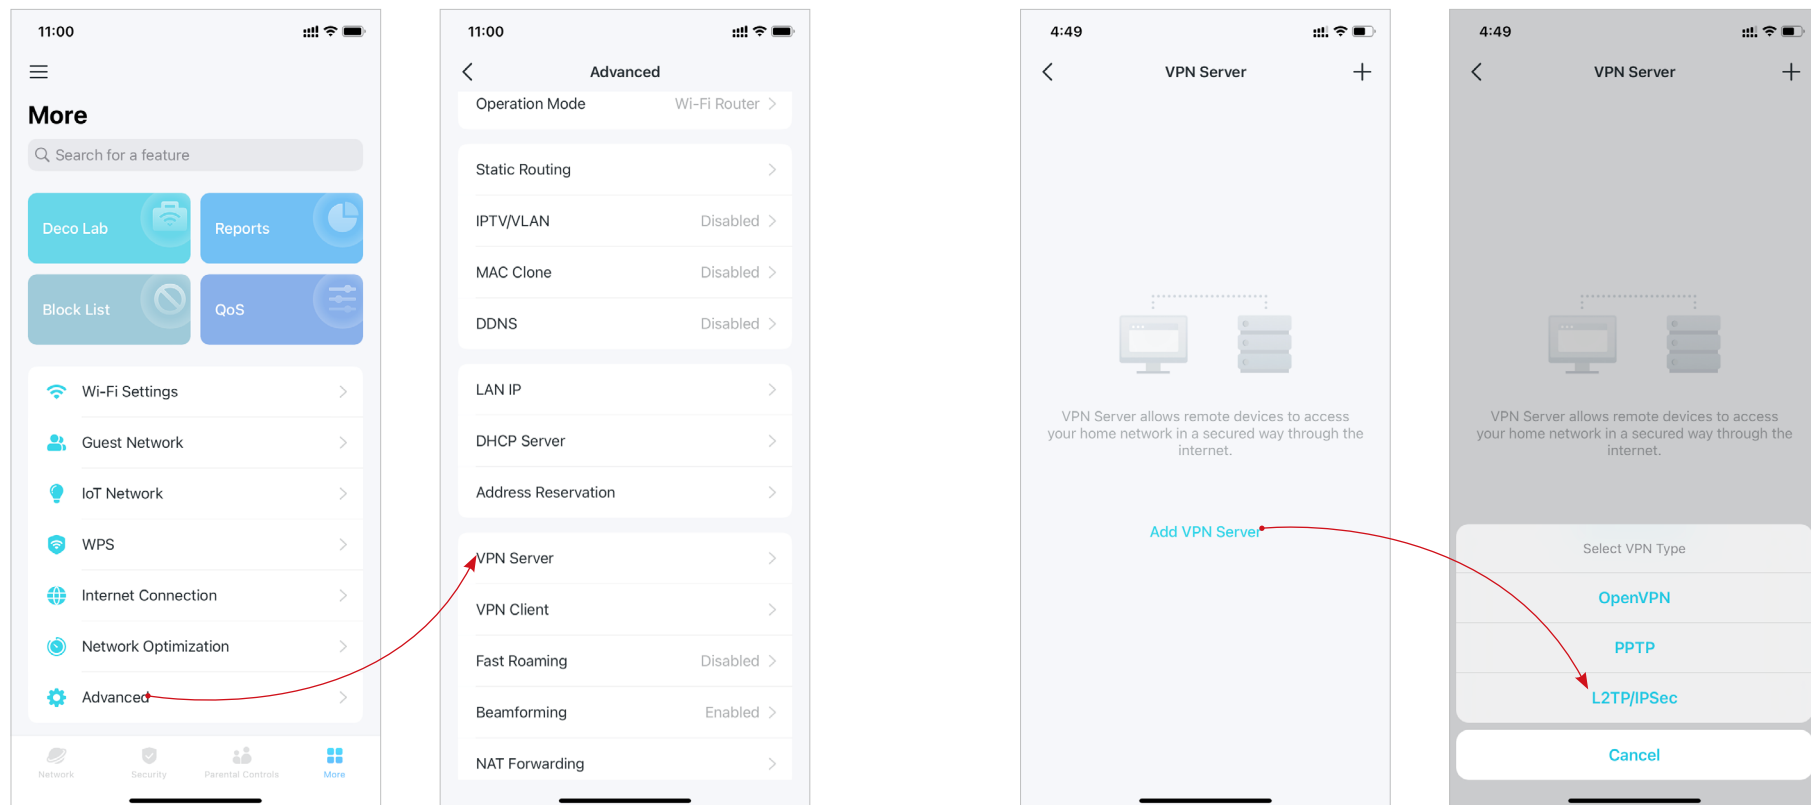 11:00
More
Search for a feature
Deco Lab
Reports
Block List
QoS
Wi-Fi Settings
Guest Network
IoT Network
WPS
Internet Connection
Network Optimization
Advanced
Network
Security
Parental Controls
More
11:00
Advanced
Operation Mode Wi-Fi Router
Static Routing
IPTV/VLAN Disabled
MAC Clone Disabled
DDNS Disabled
LAN IP
DHCP Server
Address Reservation
VPN Server
VPN Client
Fast Roaming Disabled
Beamforming Enabled
NAT Forwarding
4:49
VPN Server
VPN Server allows remote devices to access
your home network in a secured way through the
internet.
Add VPN Server
4:49
VPN Server
VPN Server allows remote devices to access
your home network in a secured way through the
internet.
Select VPN Type
OpenVPN
PPTP
L2TP/IPSec
Cancel